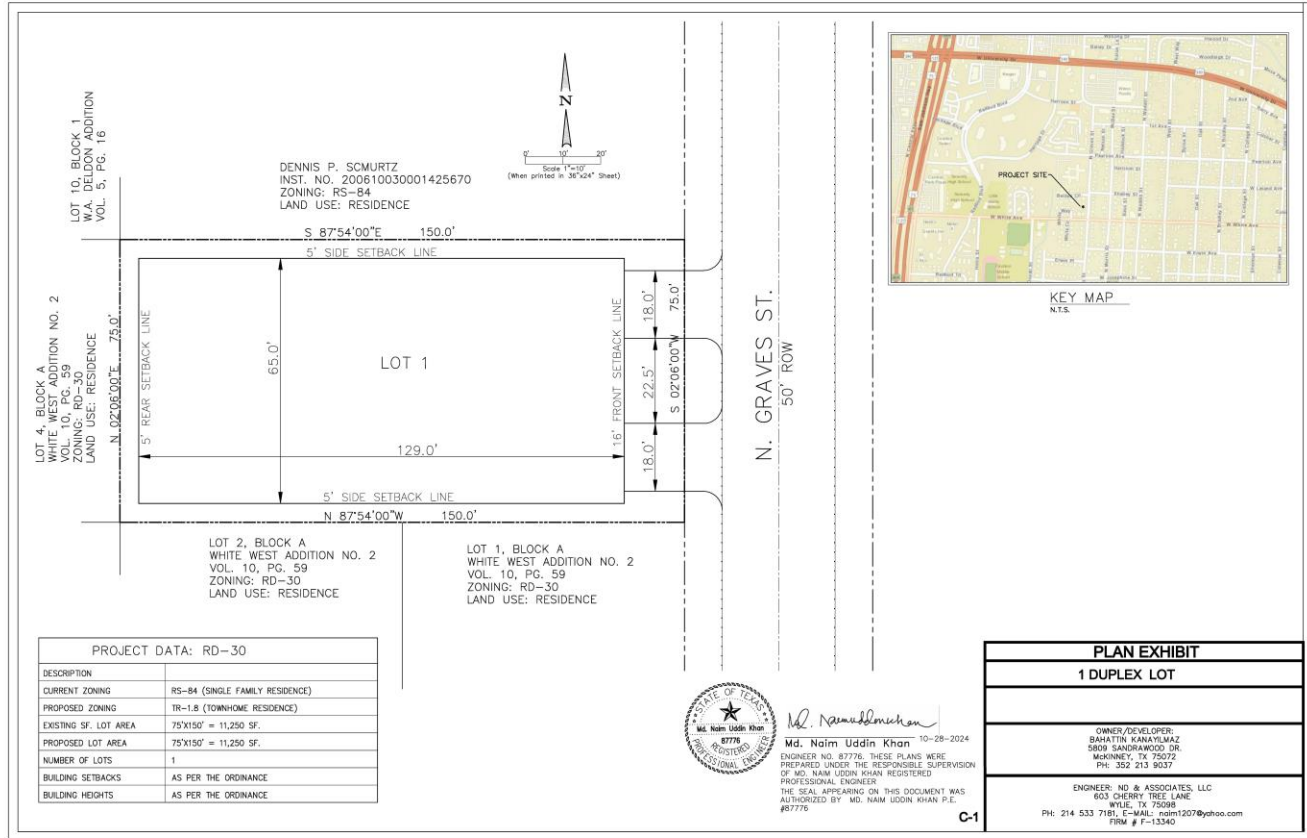 LOT 10, BLOCK 1
W.A. DELDON ADDITION
VOL. 5, PG. 16
DENNIS P. SCMURTZ
INST. NO. 200610030001425670
ZONING: RS-84
LAND USE: RESIDENCE
N
0' 10' 20'
Scale 1"=10'
(When printed in 36"x24" Sheet)
S 87°54'00"E 150.0'
5' SIDE SETBACK LINE
LOT 4, BLOCK A
WHITE WEST ADDITION NO. 2
VOL. 10, PG. 59
ZONING: RD-30
LAND USE: RESIDENCE
N 02°06'00"E 75.0'
5' REAR SETBACK LINE
65.0'
LOT 1
129.0'
16' FRONT SETBACK LINE
18.0'
22.5'
18.0'
S 02°06'00"W 75.0'
N. GRAVES ST.
50' ROW
5' SIDE SETBACK LINE
N 87°54'00"W 150.0'
LOT 2, BLOCK A
WHITE WEST ADDITION NO. 2
VOL. 10, PG. 59
ZONING: RD-30
LAND USE: RESIDENCE
LOT 1, BLOCK A
WHITE WEST ADDITION NO. 2
VOL. 10, PG. 59
ZONING: RD-30
LAND USE: RESIDENCE
PROJECT SITE
W White Ave
KEY MAP
N.T.S.
PROJECT DATA: RD-30
DESCRIPTION
CURRENT ZONING RS-84 (SINGLE FAMILY RESIDENCE)
PROPOSED ZONING TR-1.8 (TOWNHOME RESIDENCE)
EXISTING SF. LOT AREA 75'X150' = 11,250 SF.
PROPOSED LOT AREA 75'X150' = 11,250 SF.
NUMBER OF LOTS 1
BUILDING SETBACKS AS PER THE ORDINANCE
BUILDING HEIGHTS AS PER THE ORDINANCE
STATE OF TEXAS
Md. Naim Uddin Khan
87776
REGISTERED
PROFESSIONAL ENGINEER
Md. Naim Uddin Khan 10-28-2024
ENGINEER NO. 87776. THESE PLANS WERE
PREPARED UNDER THE RESPONSIBLE SUPERVISION
OF MD. NAIM UDDIN KHAN REGISTERED
PROFESSIONAL ENGINEER
THE SEAL APPEARING ON THIS DOCUMENT WAS
AUTHORIZED BY MD. NAIM UDDIN KHAN P.E.
#87776
C-1
PLAN EXHIBIT
1 DUPLEX LOT
OWNER/DEVELOPER:
BAHATTIN KANAYILMAZ
5809 SANDRAWOOD DR.
McKINNEY, TX 75072
PH: 352 213 9037
ENGINEER: ND & ASSOCIATES, LLC
603 CHERRY TREE LANE
WYLIE, TX 75098
PH: 214 533 7181, E-MAIL: naim1207@yahoo.com
FIRM # F-13340